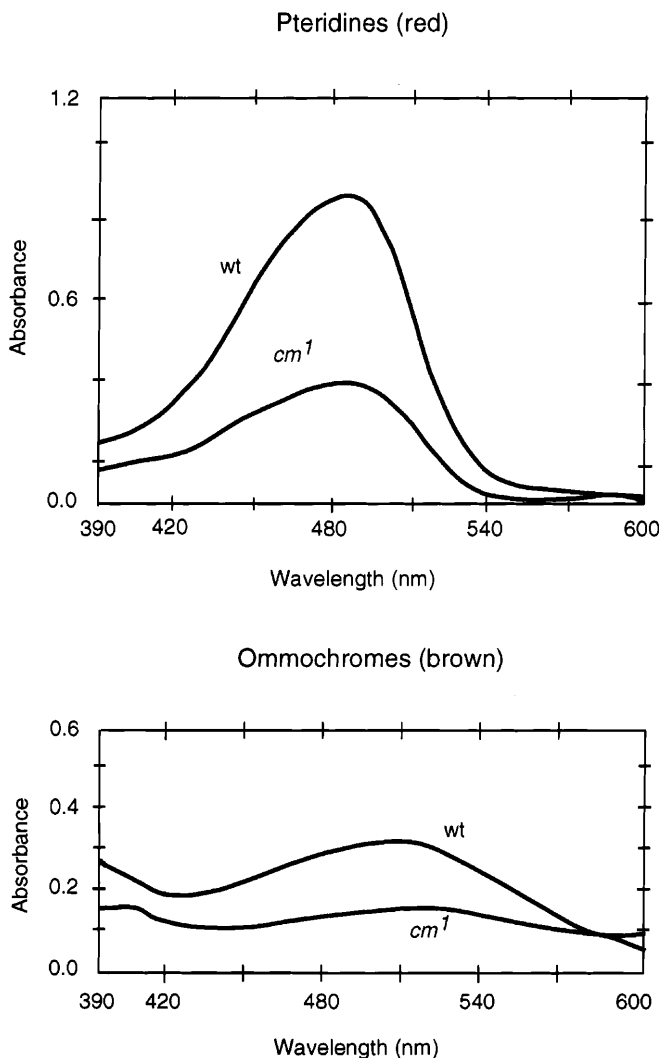 Pteridines (red)
1.2
wt
0.6
Absorbance
cm1
0.0
390 420 480 540 600
Wavelength (nm)
Ommochromes (brown)
0.6
0.4
wt
Absorbance
0.2
cm1
0.0
390 420 480 540 600
Wavelength (nm)